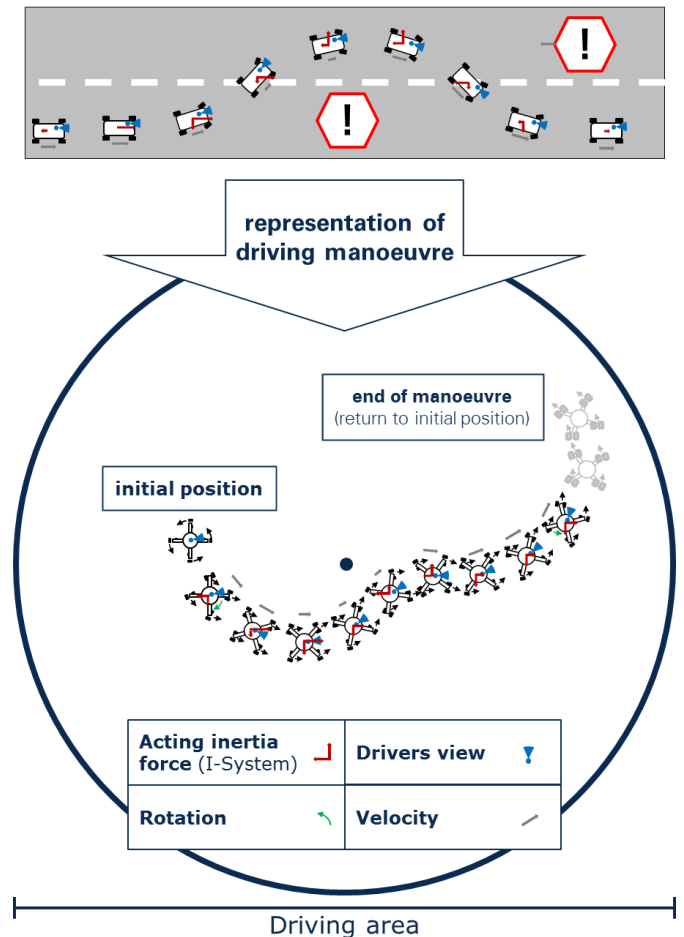 !
!
representation of
driving manoeuvre
end of manoeuvre
(return to initial position)
initial position
Acting inertia
force (I-System)
Drivers view
Rotation
Velocity
Driving area